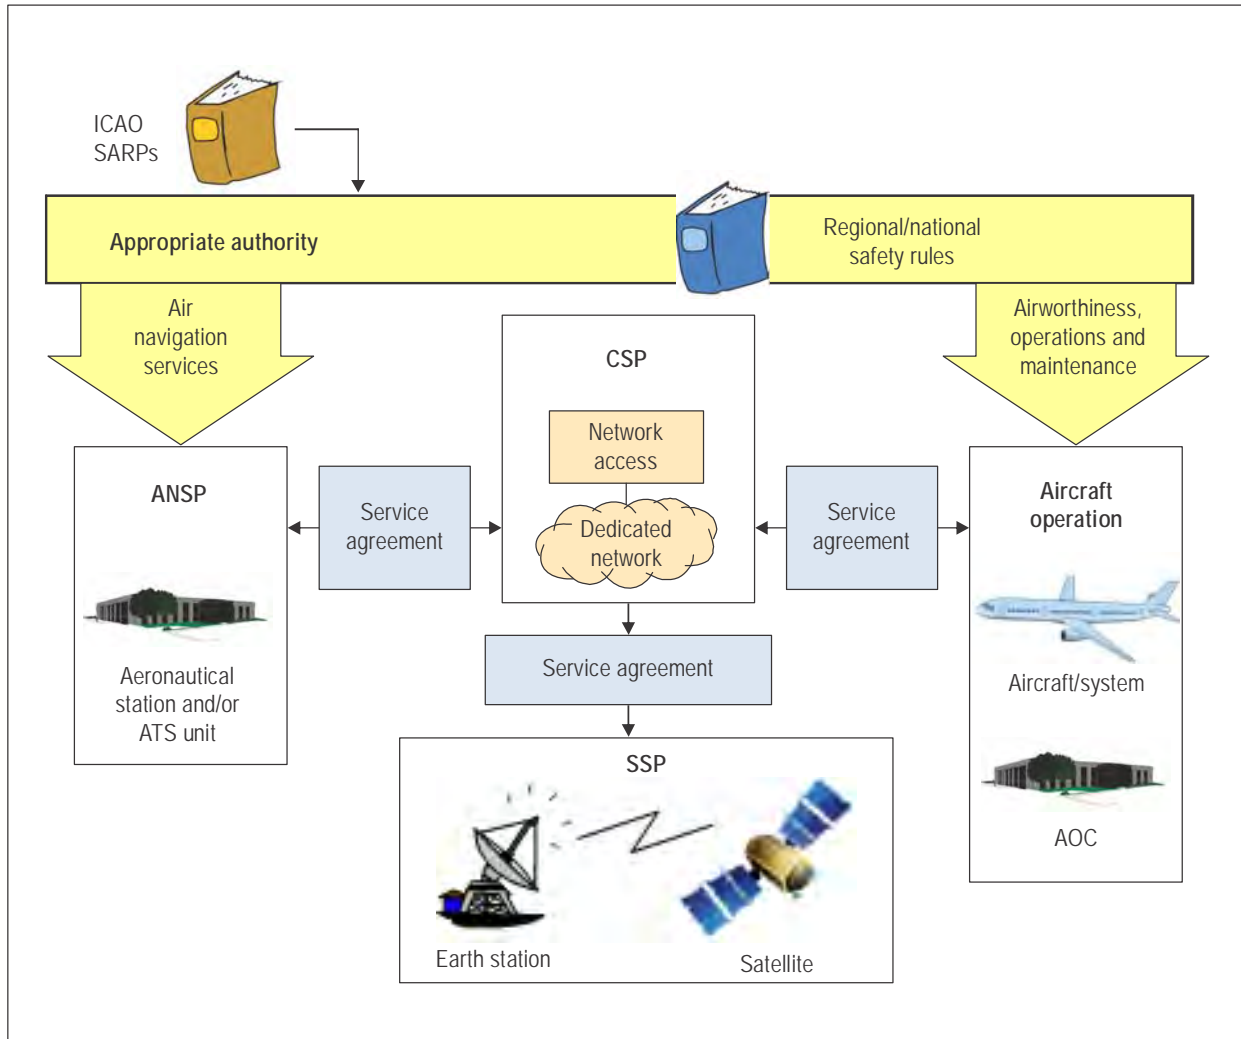 ICAO
SARPs
Appropriate authority
Regional/national
safety rules
Air
navigation
services
Airworthiness,
operations and
maintenance
CSP
Network
access
Dedicated
network
ANSP
Service
agreement
Service
agreement
Aircraft
operation
Aeronautical
station and/or
ATS unit
Service agreement
Aircraft/system
SSP
AOC
Earth station
Satellite